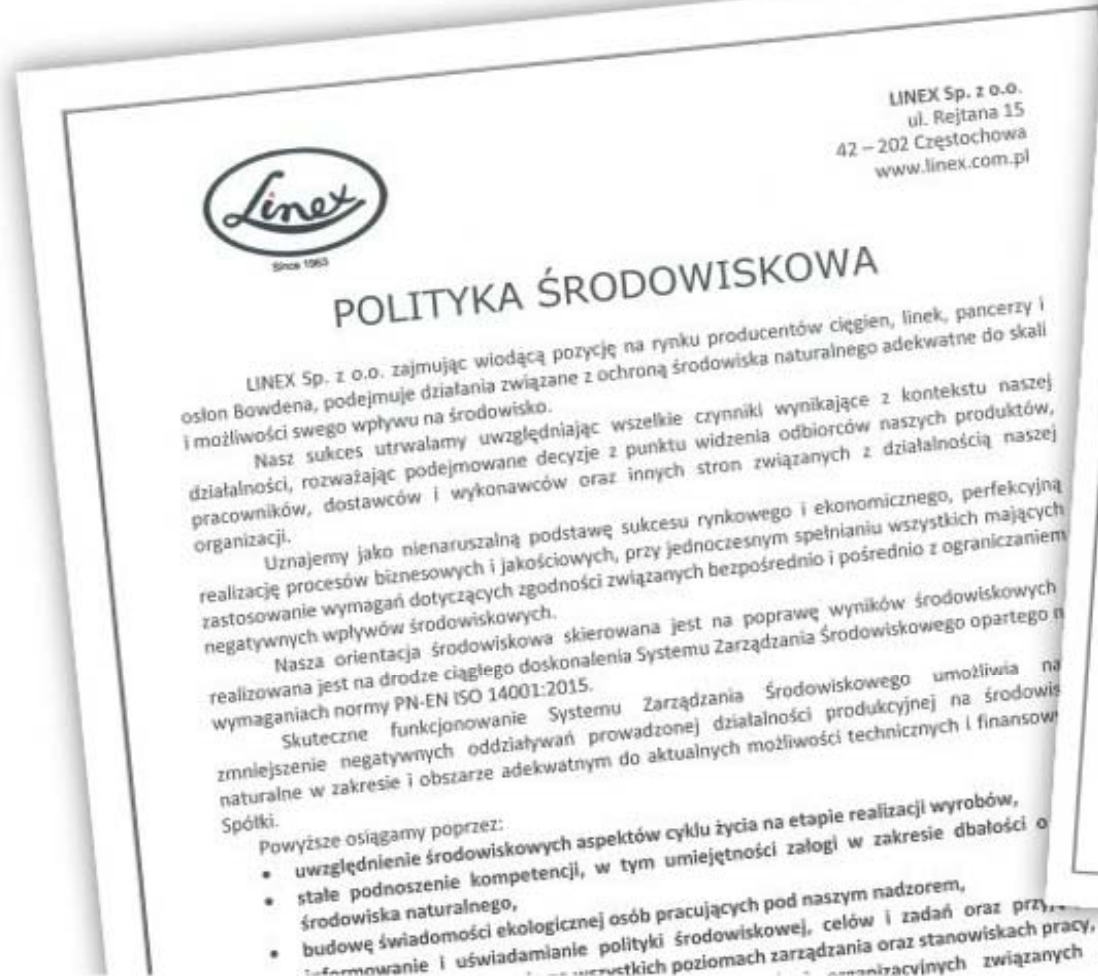 LINEX Sp. z o.o.
ul. Rejtana 15
42 – 202 Częstochowa
www.linex.com.pl
Linex
Since 1963
POLITYKA ŚRODOWISKOWA
LINEX Sp. z o.o. zajmując wiodącą pozycję na rynku producentów cięgien, linek, pancerzy i
osłon Bowdena, podejmuje działania związane z ochroną środowiska naturalnego adekwatne do skali
i możliwości swego wpływu na środowisko.
Nasz sukces utrwalamy uwzględniając wszelkie czynniki wynikające z kontekstu naszej
działalności, rozważając podejmowane decyzje z punktu widzenia odbiorców naszych produktów,
pracowników, dostawców i wykonawców oraz innych stron związanych z działalnością naszej
organizacji.
Uznajemy jako nienaruszalną podstawę sukcesu rynkowego i ekonomicznego, perfekcyjną
realizację procesów biznesowych i jakościowych, przy jednoczesnym spełnianiu wszystkich mających
zastosowanie wymagań dotyczących zgodności związanych bezpośrednio i pośrednio z ograniczaniem
negatywnych wpływów środowiskowych.
Nasza orientacja środowiskowa skierowana jest na poprawę wyników środowiskowych
realizowana jest na drodze ciągłego doskonalenia Systemu Zarządzania Środowiskowego opartego n
wymaganiach normy PN-EN ISO 14001:2015.
Skuteczne funkcjonowanie Systemu Zarządzania Środowiskowego umożliwia na
zmniejszenie negatywnych oddziaływań prowadzonej działalności produkcyjnej na środowis
naturalne w zakresie i obszarze adekwatnym do aktualnych możliwości technicznych i finansow
Spółki.
Powyższe osiągamy poprzez:
• uwzględnienie środowiskowych aspektów cyklu życia na etapie realizacji wyrobów,
• stałe podnoszenie kompetencji, w tym umiejętności załogi w zakresie dbałości o
środowiska naturalnego,
• budowę świadomości ekologicznej osób pracujących pod naszym nadzorem,
• informowanie i uświadamianie polityki środowiskowej, celów i zadań oraz
wszystkich poziomach zarządzania oraz stanowiskach pracy,
organizacyjnych związanych